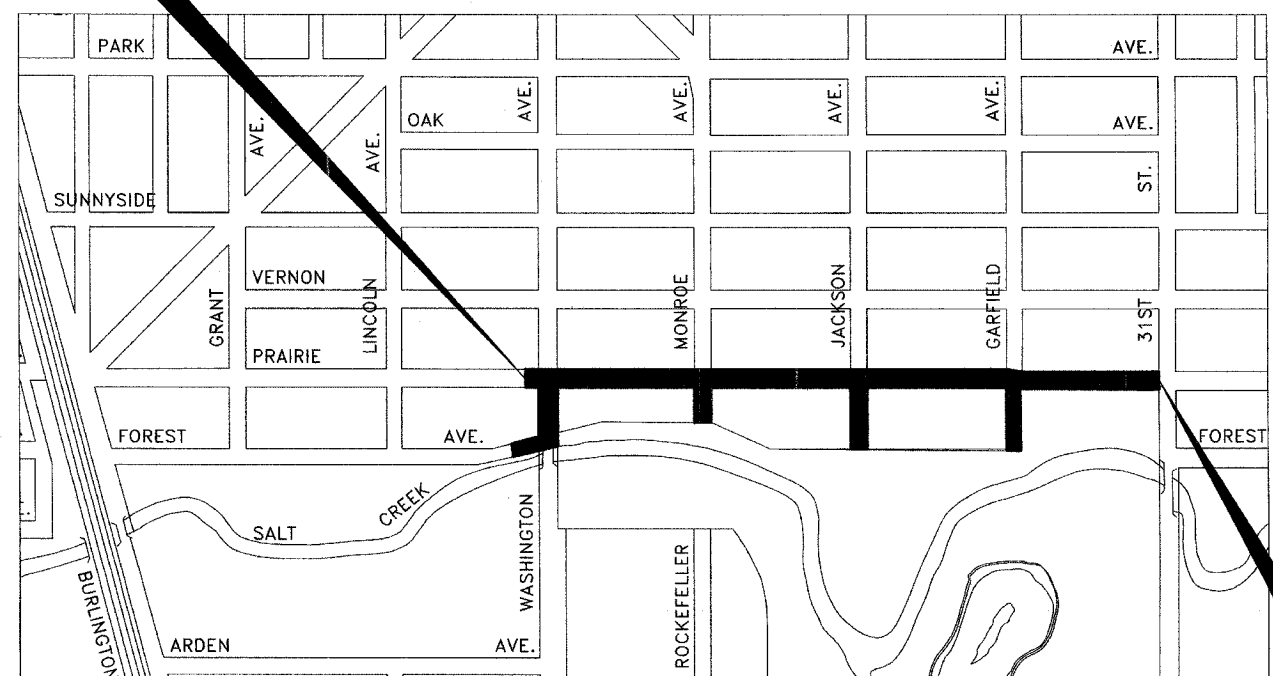 PARK AVE.
AVE. AVE. AVE. AVE. AVE. AVE.
OAK AVE.
SUNNYSIDE ST.
VERNON
GRANT LINCOLN MONROE JACKSON GARFIELD 31ST
PRAIRIE
FOREST AVE. FOREST
CREEK
SALT
WASHINGTON
ROCKEFELLER
BURLINGTON
ARDEN AVE.